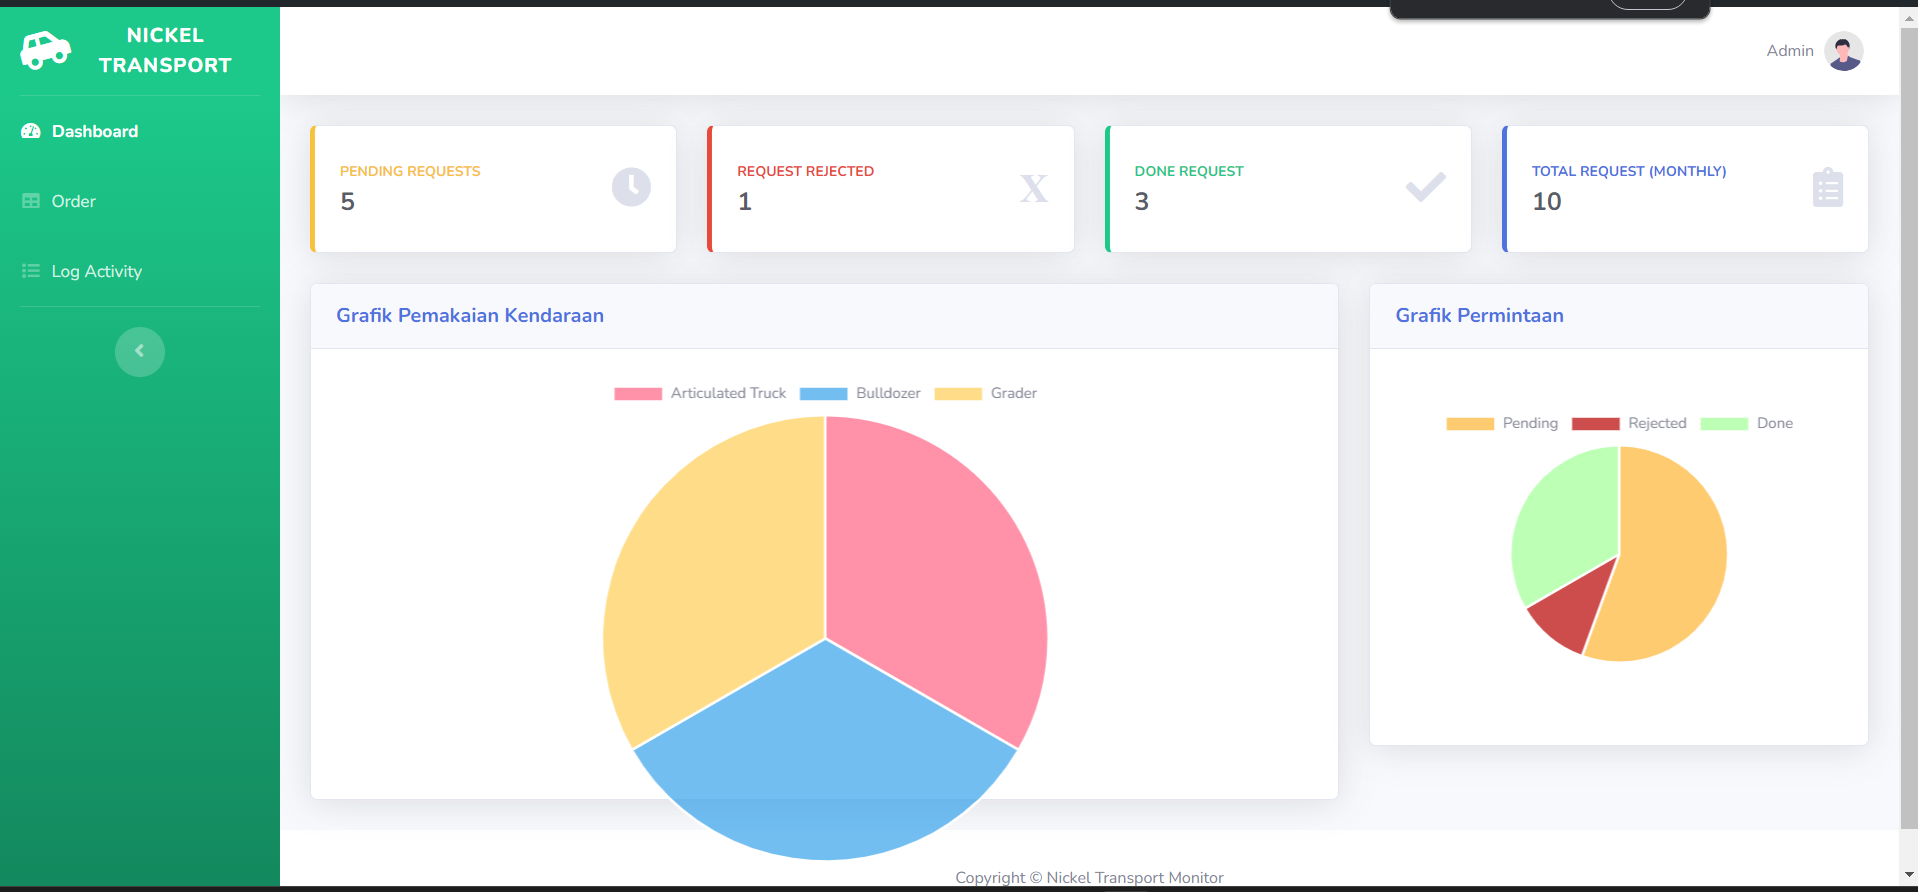 NICKEL
TRANSPORT
Admin
Dashboard
Order
Log Activity
PENDING REQUESTS
5
REQUEST REJECTED
1
X
DONE REQUEST
3
TOTAL REQUEST (MONTHLY)
10
Grafik Pemakaian Kendaraan
Articulated Truck Bulldozer Grader
Grafik Permintaan
Pending Rejected Done
Copyright © Nickel Transport Monitor